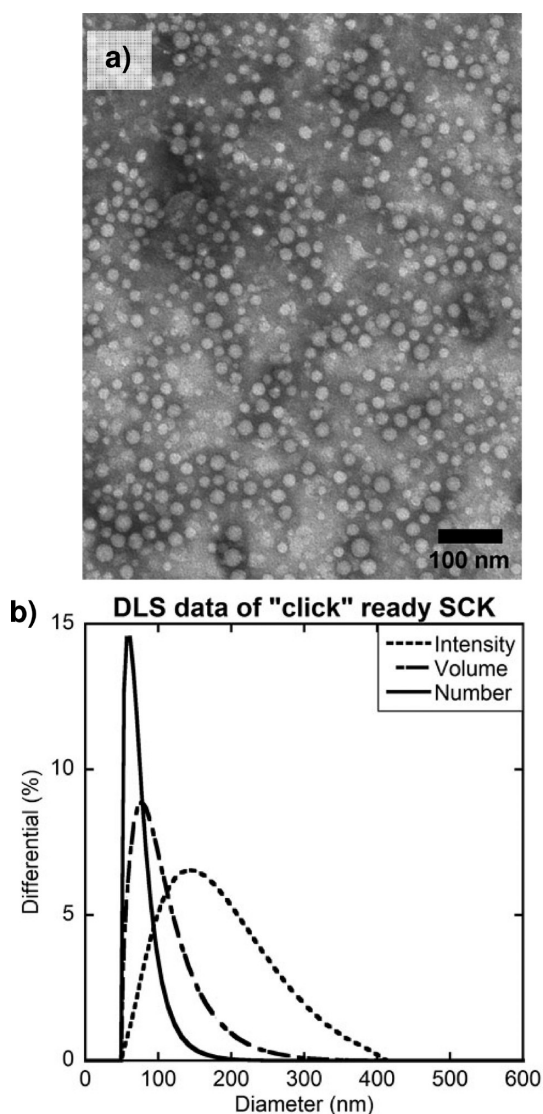 a)
100 nm
b)
DLS data of "click" ready SCK
15
10
5
0
Differential (%)
Intensity
Volume
Number
0 100 200 300 400 500 600
Diameter (nm)